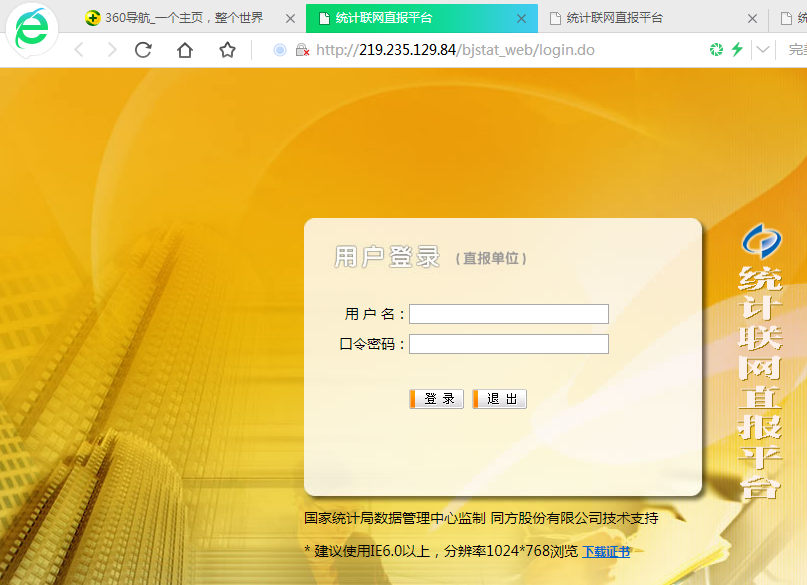 360导航_一个主页，整个世界
统计联网直报平台
统计联网直报平台
统
http://219.235.129.84/bjstat_web/login.do
完美
用户登录 (直报单位)
用 户 名：
口令密码：
登 录
退 出
统计联网直报平台
国家统计局数据管理中心监制 同方股份有限公司技术支持
* 建议使用IE6.0以上，分辨率1024*768浏览 下载证书